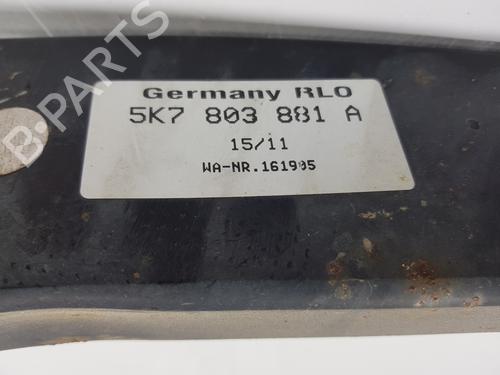 Germany RLO
5K7 803 881 A
15/11
WA-NR.161905
B-PARTS